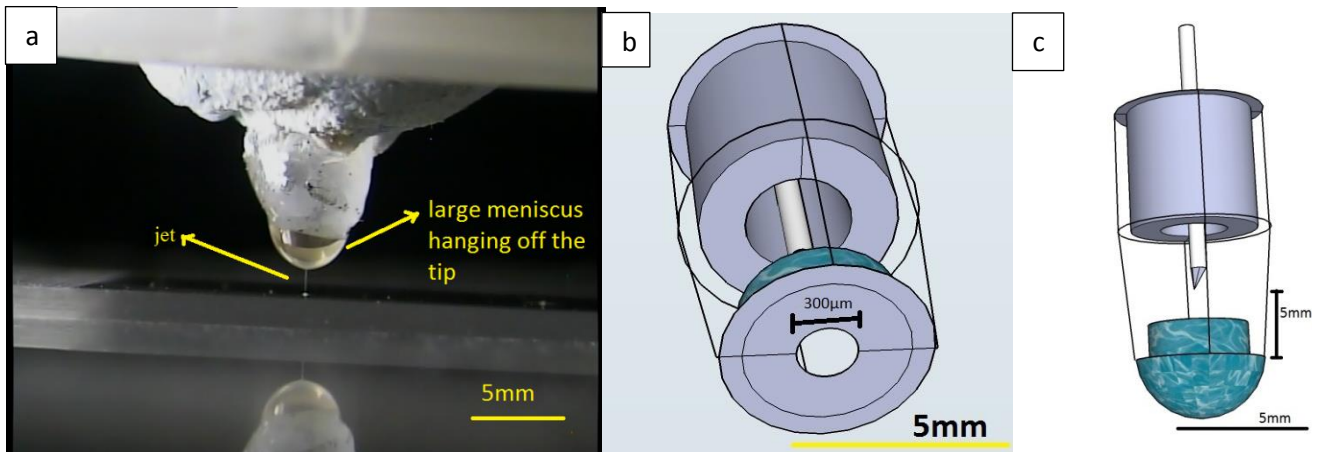 a
jet
large meniscus
hanging off the
tip
5mm
b
300µm
5mm
c
5mm
5mm